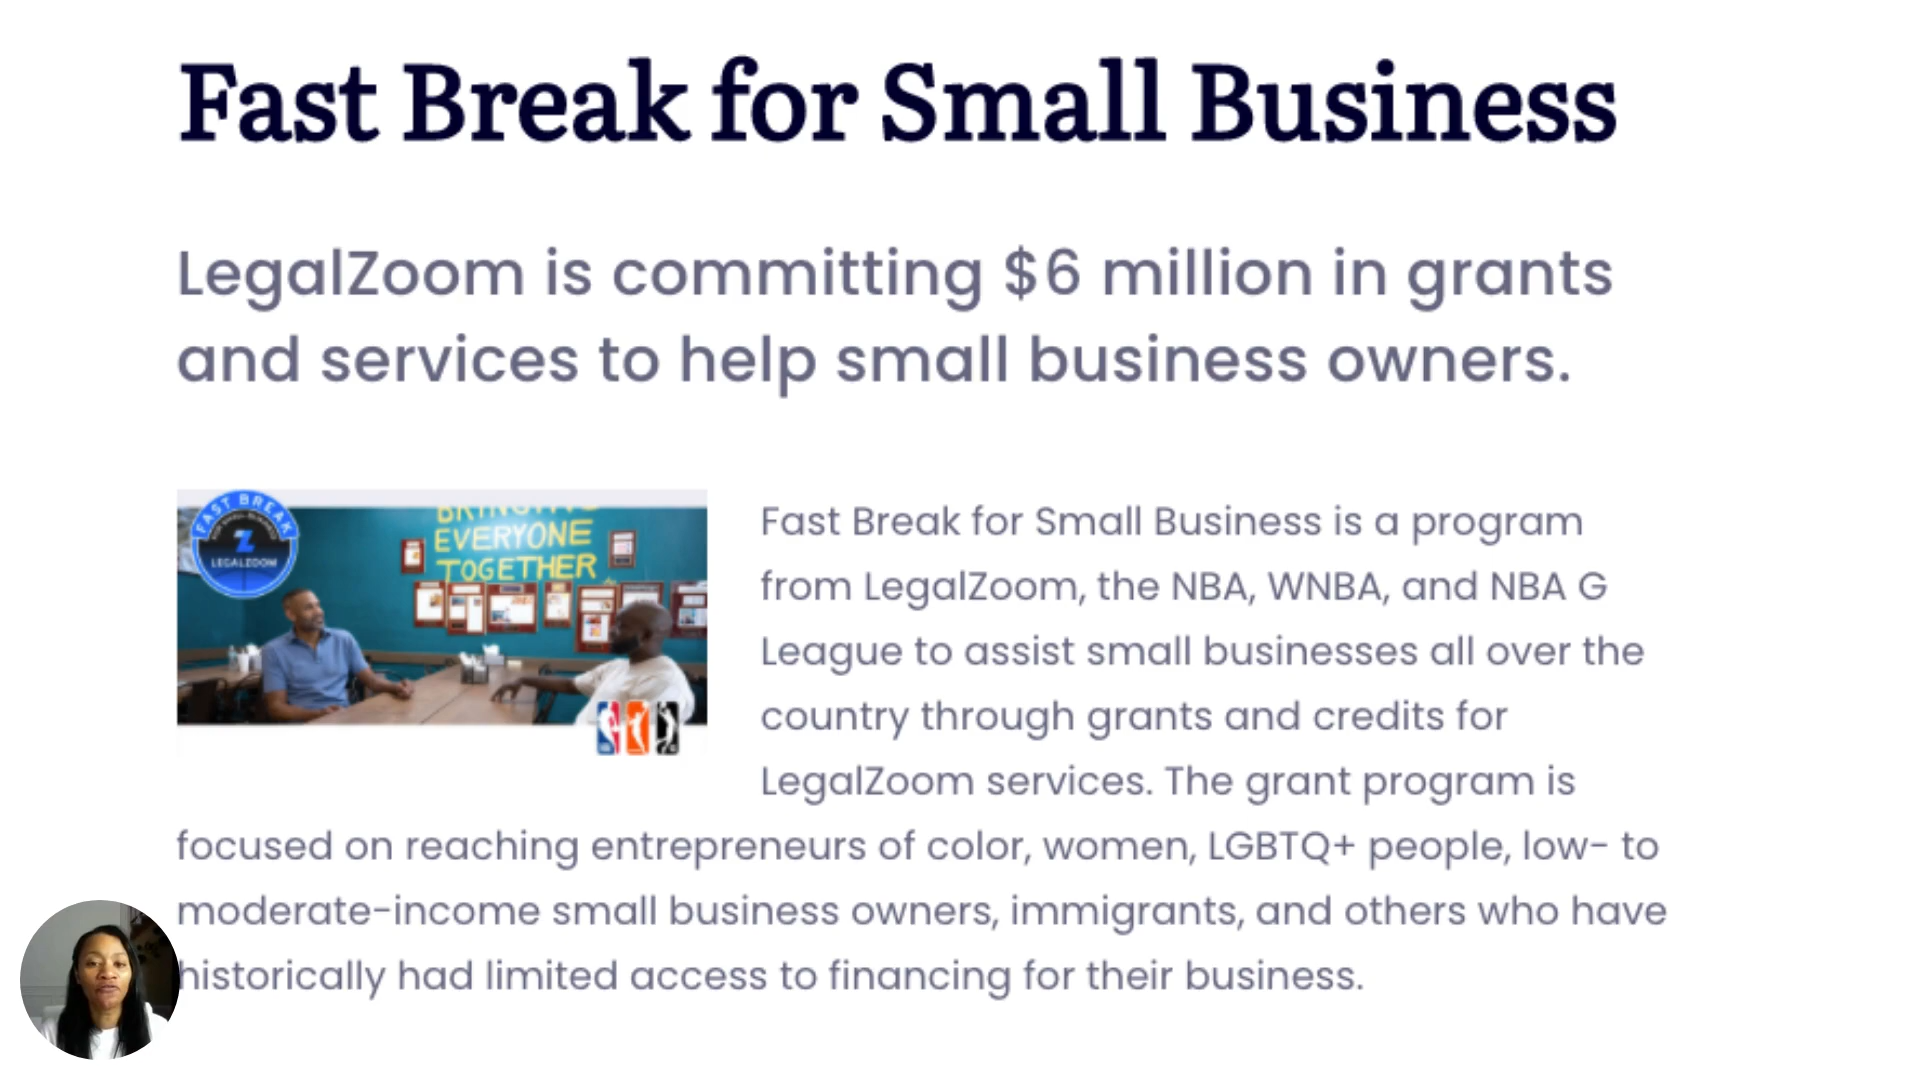 Fast Break for Small Business
LegalZoom is committing $6 million in grants
and services to help small business owners.
FAST BREAK
FOR SMALL BUSINESS
LEGALZOOM
BRINGING
EVERYONE
TOGETHER
Fast Break for Small Business is a program
from LegalZoom, the NBA, WNBA, and NBA G
League to assist small businesses all over the
country through grants and credits for
LegalZoom services. The grant program is
focused on reaching entrepreneurs of color, women, LGBTQ+ people, low- to
moderate-income small business owners, immigrants, and others who have
historically had limited access to financing for their business.